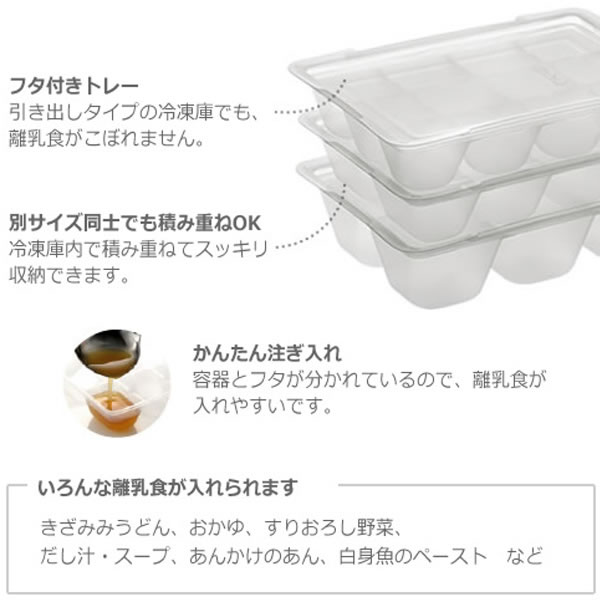 フタ付きトレー
引き出しタイプの冷凍庫でも、
離乳食がこぼれません。
別サイズ同士でも積み重ねOK
冷凍庫内で積み重ねてスッキリ
収納できます。
かんたん注ぎ入れ
容器とフタが分かれているので、離乳食が
入れやすいです。
いろんな離乳食が入れられます
きざみみうどん、おかゆ、すりおろし野菜、
だし汁・スープ、あんかけのあん、白身魚のペースト　など